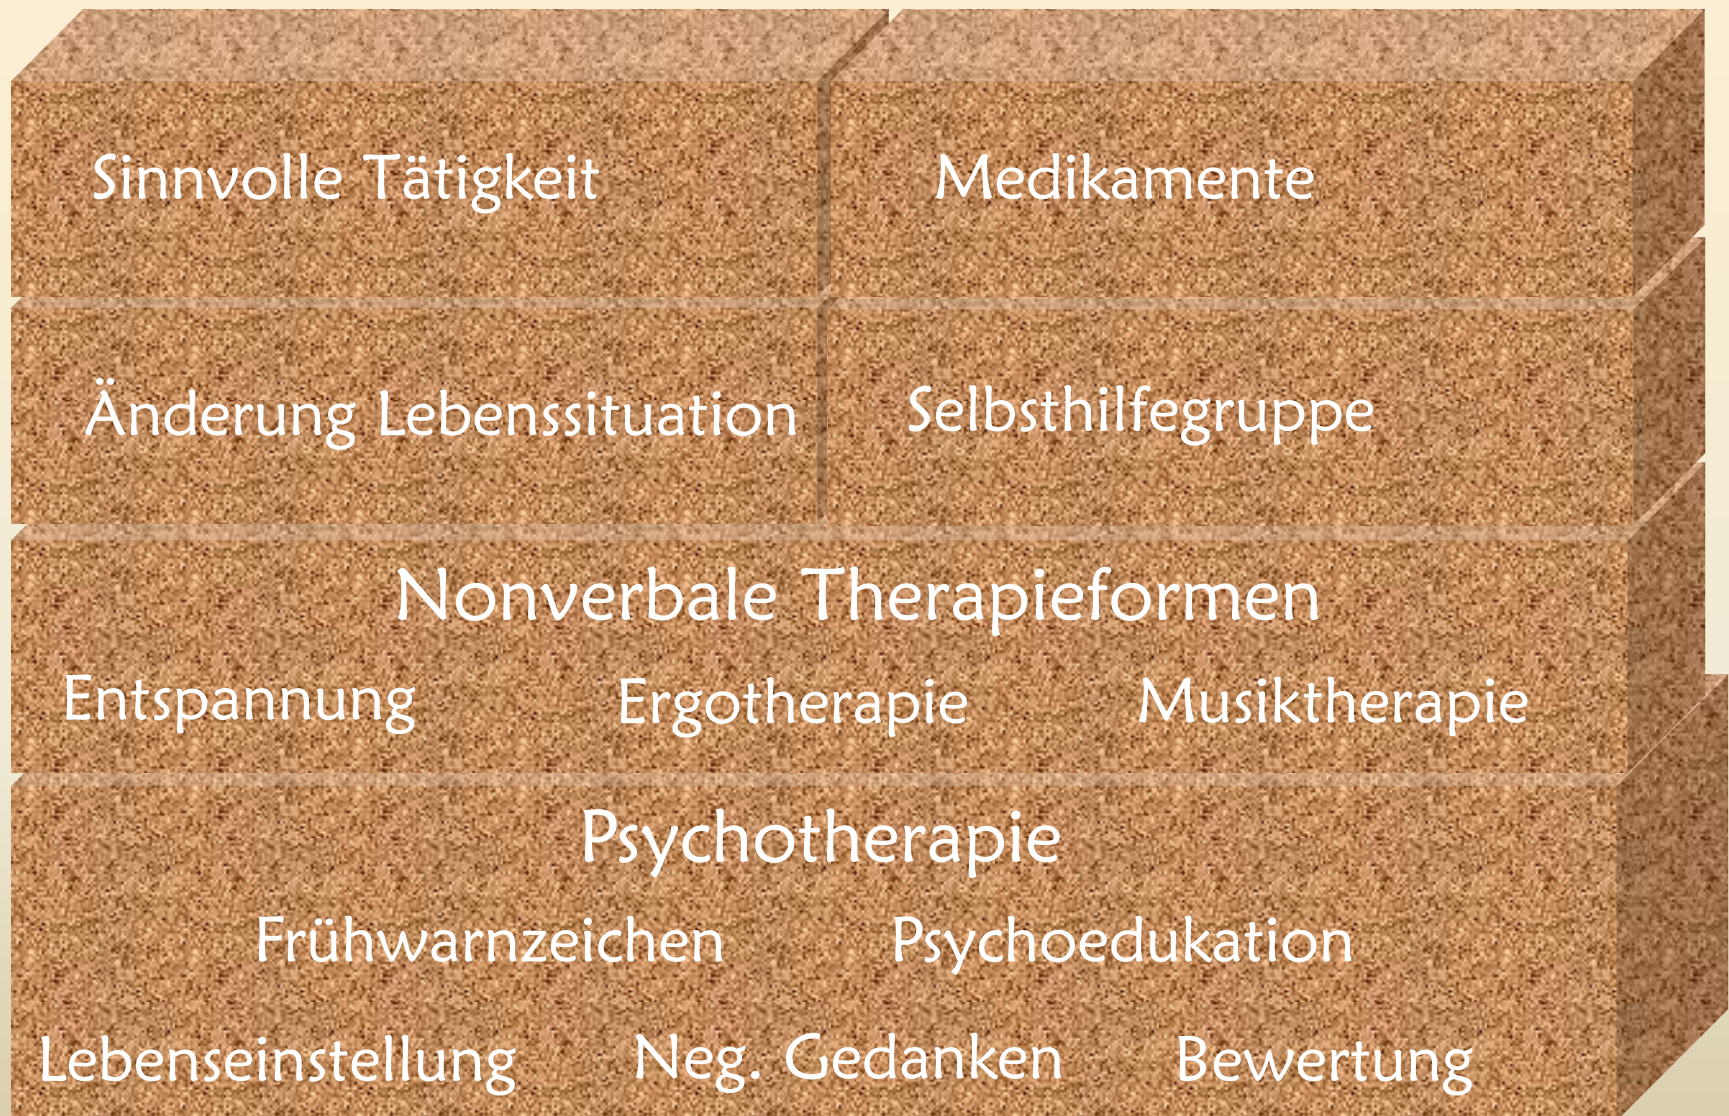 Sinnvolle Tätigkeit
Medikamente
Änderung Lebenssituation
Selbsthilfegruppe
Nonverbale Therapieformen
Entspannung Ergotherapie Musiktherapie
Psychotherapie
Frühwarnzeichen Psychoedukation
Lebenseinstellung Neg. Gedanken Bewertung